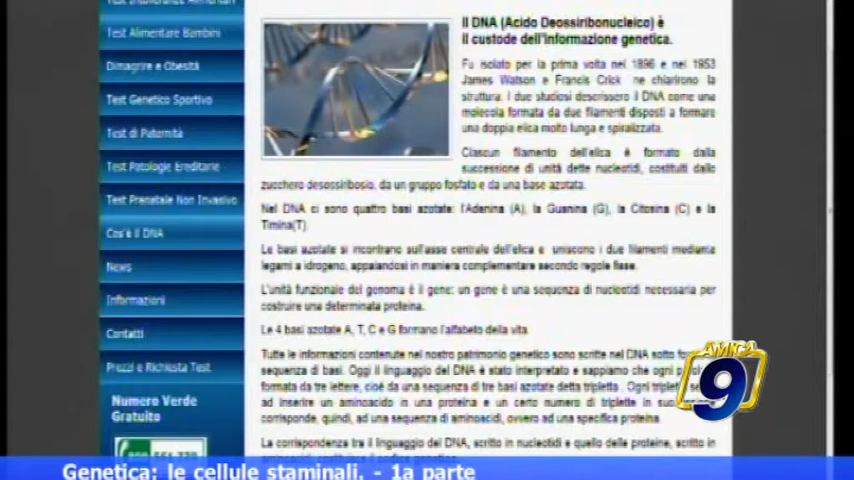 Test Intolleranze Alimentari
Test Alimentare Bambini
Dimagrire e Obesità
Test Genetico Sportivo
Test di Paternità
Test Patologie Ereditarie
Test Prenatale Non Invasivo
Cos'è il DNA
News
Informazioni
Contatti
Prezzi e Richiesta Test
Numero Verde
Gratuito
Il DNA (Acido Deossiribonucleico) è
il custode dell'informazione genetica.
Fu isolato per la prima volta nel 1896 e nel 1953
James Watson e Francis Crick ne chiarirono la
struttura. I due studiosi descrissero il DNA come una
molecola formata da due filamenti disposti a formare
una doppia elica molto lunga e spiralizzata.
Ciascun filamento dell'elica è formato dalla
successione di unità dette nucleotidi, costituiti dallo
zucchero desossiribosio, da un gruppo fosfato e da una base azotata.
Nel DNA ci sono quattro basi azotate: l'Adenina (A), la Guanina (G), la Citosina (C) e la
Timina(T).
Le basi azotate si incontrano sull'asse centrale dell'elica e uniscono i due filamenti mediante
legami a idrogeno, appaiandosi in maniera complementare secondo regole fisse.
L'unità funzionale del genoma è il gene: un gene è una sequenza di nucleotidi necessaria per
costruire una determinata proteina.
Le 4 basi azotate A, T, C e G formano l'alfabeto della vita.
Tutte le informazioni contenute nel nostro patrimonio genetico sono scritte nel DNA sotto
sequenza di basi. Oggi il linguaggio del DNA è stato interpretato e sappiamo che ogni
formata da tre lettere, cioè da una sequenza di tre basi azotate detta tripletta . Ogni
ad inserire un aminoacido in una proteina e un certo numero di triplette in
corrisponde, quindi, ad una sequenza di aminoacidi, ovvero ad una specifica proteina.
La corrispondenza tra il linguaggio del DNA, scritto in nucleotidi e quello delle proteine, scritto in
AMICA
9
Genetica: le cellule staminali. - 1a parte